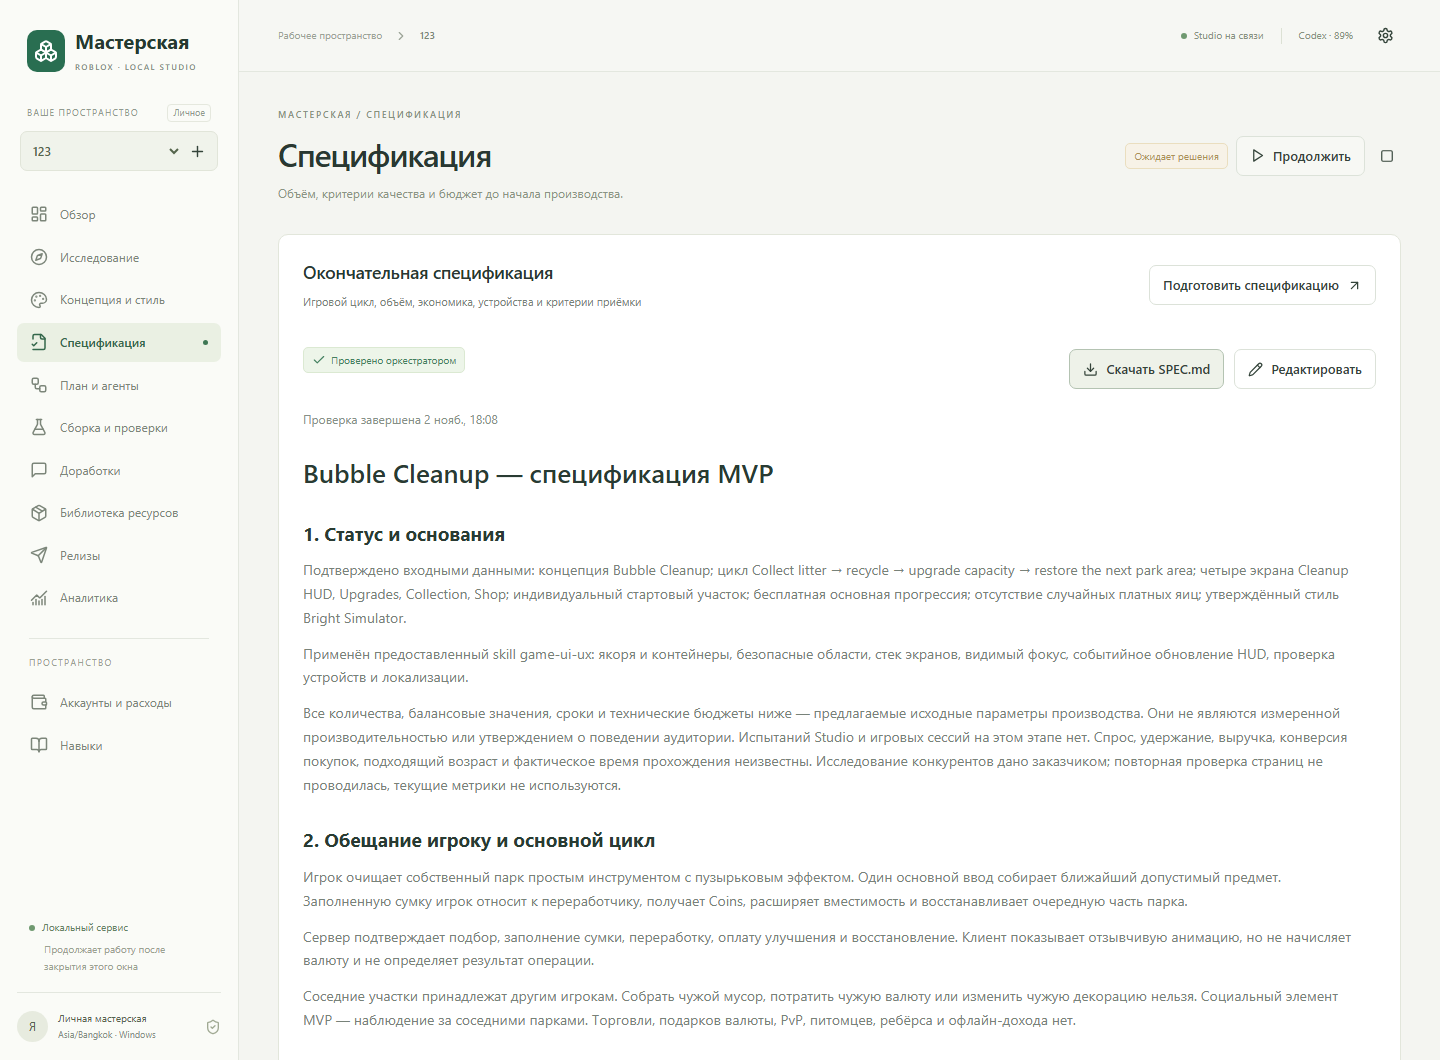 Мастерская
ROBLOX · LOCAL STUDIO
ВАШЕ ПРОСТРАНСТВО
Личное
123
Обзор
Исследование
Концепция и стиль
Спецификация
План и агенты
Сборка и проверки
Доработки
Библиотека ресурсов
Релизы
Аналитика
ПРОСТРАНСТВО
Аккаунты и расходы
Навыки
Локальный сервис
Продолжает работу после
закрытия этого окна
Я
Личная мастерская
Asia/Bangkok · Windows
Рабочее пространство
123
Studio на связи
Codex · 89%
МАСТЕРСКАЯ / СПЕЦИФИКАЦИЯ
Спецификация
Ожидает решения
Продолжить
Объём, критерии качества и бюджет до начала производства.
Окончательная спецификация
Подготовить спецификацию
Игровой цикл, объём, экономика, устройства и критерии приёмки
Проверено оркестратором
Скачать SPEC.md
Редактировать
Проверка завершена 2 нояб., 18:08
Bubble Cleanup — спецификация MVP
1. Статус и основания
Подтверждено входными данными: концепция Bubble Cleanup; цикл Collect litter → recycle → upgrade capacity → restore the next park area; четыре экрана Cleanup
HUD, Upgrades, Collection, Shop; индивидуальный стартовый участок; бесплатная основная прогрессия; отсутствие случайных платных яиц; утверждённый стиль
Bright Simulator.
Применён предоставленный skill game-ui-ux: якоря и контейнеры, безопасные области, стек экранов, видимый фокус, событийное обновление HUD, проверка
устройств и локализации.
Все количества, балансовые значения, сроки и технические бюджеты ниже — предлагаемые исходные параметры производства. Они не являются измеренной
производительностью или утверждением о поведении аудитории. Испытаний Studio и игровых сессий на этом этапе нет. Спрос, удержание, выручка, конверсия
покупок, подходящий возраст и фактическое время прохождения неизвестны. Исследование конкурентов дано заказчиком; повторная проверка страниц не
проводилась, текущие метрики не используются.
2. Обещание игроку и основной цикл
Игрок очищает собственный парк простым инструментом с пузырьковым эффектом. Один основной ввод собирает ближайший допустимый предмет.
Заполненную сумку игрок относит к переработчику, получает Coins, расширяет вместимость и восстанавливает очередную часть парка.
Сервер подтверждает подбор, заполнение сумки, переработку, оплату улучшения и восстановление. Клиент показывает отзывчивую анимацию, но не начисляет
валюту и не определяет результат операции.
Соседние участки принадлежат другим игрокам. Собрать чужой мусор, потратить чужую валюту или изменить чужую декорацию нельзя. Социальный элемент
MVP — наблюдение за соседними парками. Торговли, подарков валюты, PvP, питомцев, ребёрса и офлайн-дохода нет.